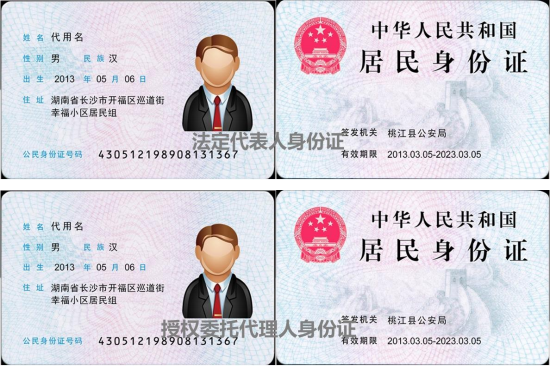 姓名 代用名
性别 男 民族 汉
出生 2013 年 05 月 06 日
住址 湖南省长沙市开福区巡道街
幸福小区居民组
公民身份证号码 430512198908131367
中华人民共和国
居民身份证
签发机关 桃江县公安局
有效期限 2013.03.05-2023.03.05
法定代表人身份证
姓名 代用名
性别 男 民族 汉
出生 2013 年 05 月 06 日
住址 湖南省长沙市开福区巡道街
幸福小区居民组
公民身份证号码 430512198908131367
中华人民共和国
居民身份证
签发机关 桃江县公安局
有效期限 2013.03.05-2023.03.05
授权委托代理人身份证